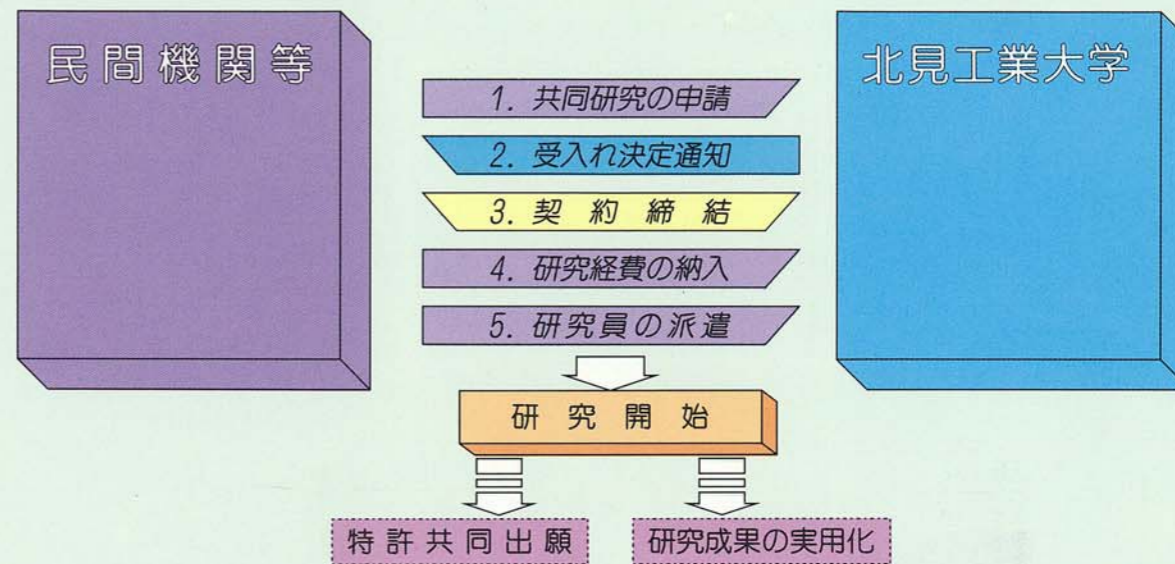 民間機関等
北見工業大学
1. 共同研究の申請
2. 受入れ決定通知
3. 契約締結
4. 研究経費の納入
5. 研究員の派遣
研究開始
特許共同出願
研究成果の実用化